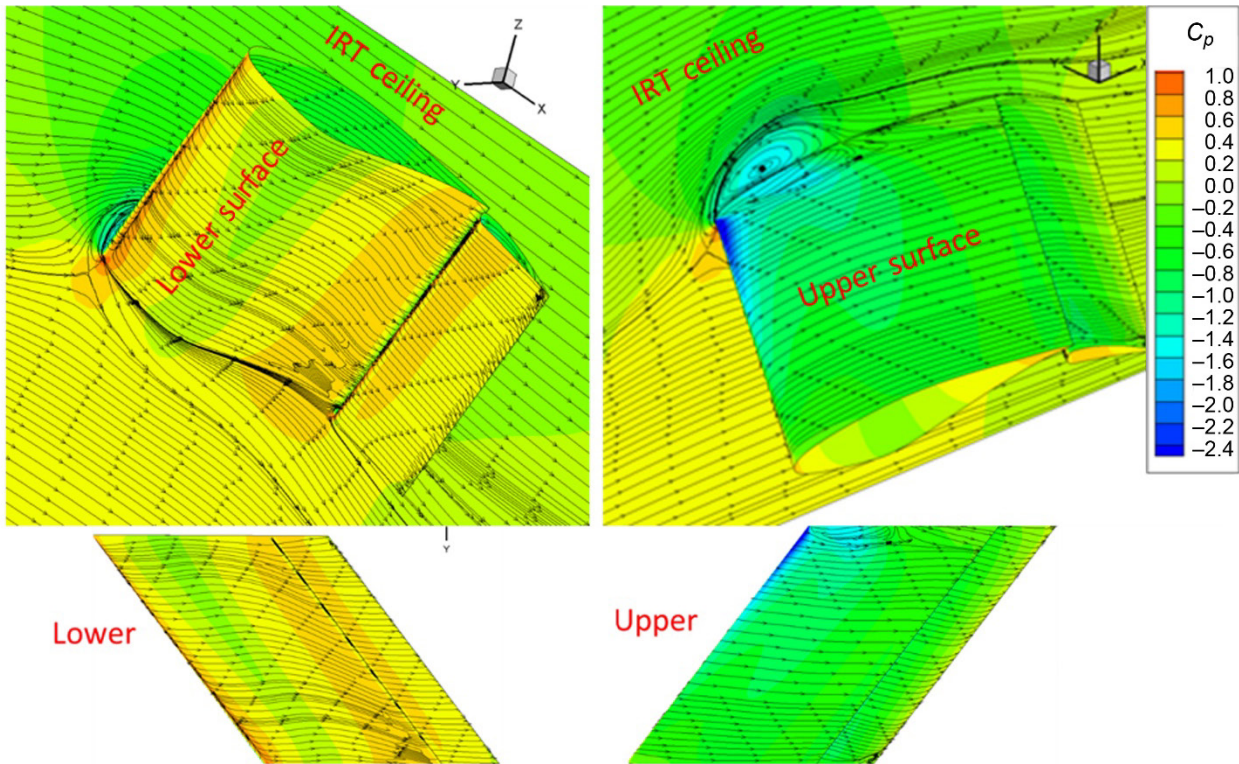 IRT ceiling
Z
Y
X
Lower surface
IRT ceiling
Z
Upper surface
C_p
1.0
0.8
0.6
0.4
0.2
0.0
–0.2
–0.4
–0.6
–0.8
–1.0
–1.2
–1.4
–1.6
–1.8
–2.0
–2.2
–2.4
Y
Lower
Upper